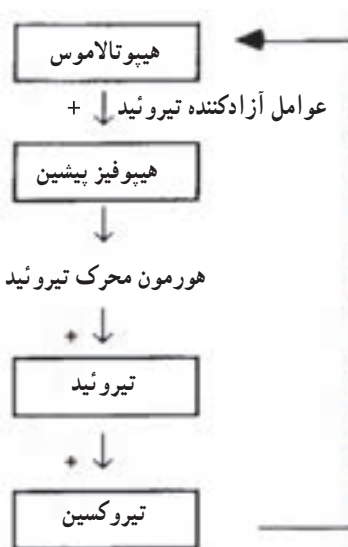 هیپوتالاموس
عوامل آزادکننده تیروئید +
هیپوفیز پیشین
هورمون محرک تیروئید
+
تیروئید
+
تیروکسین